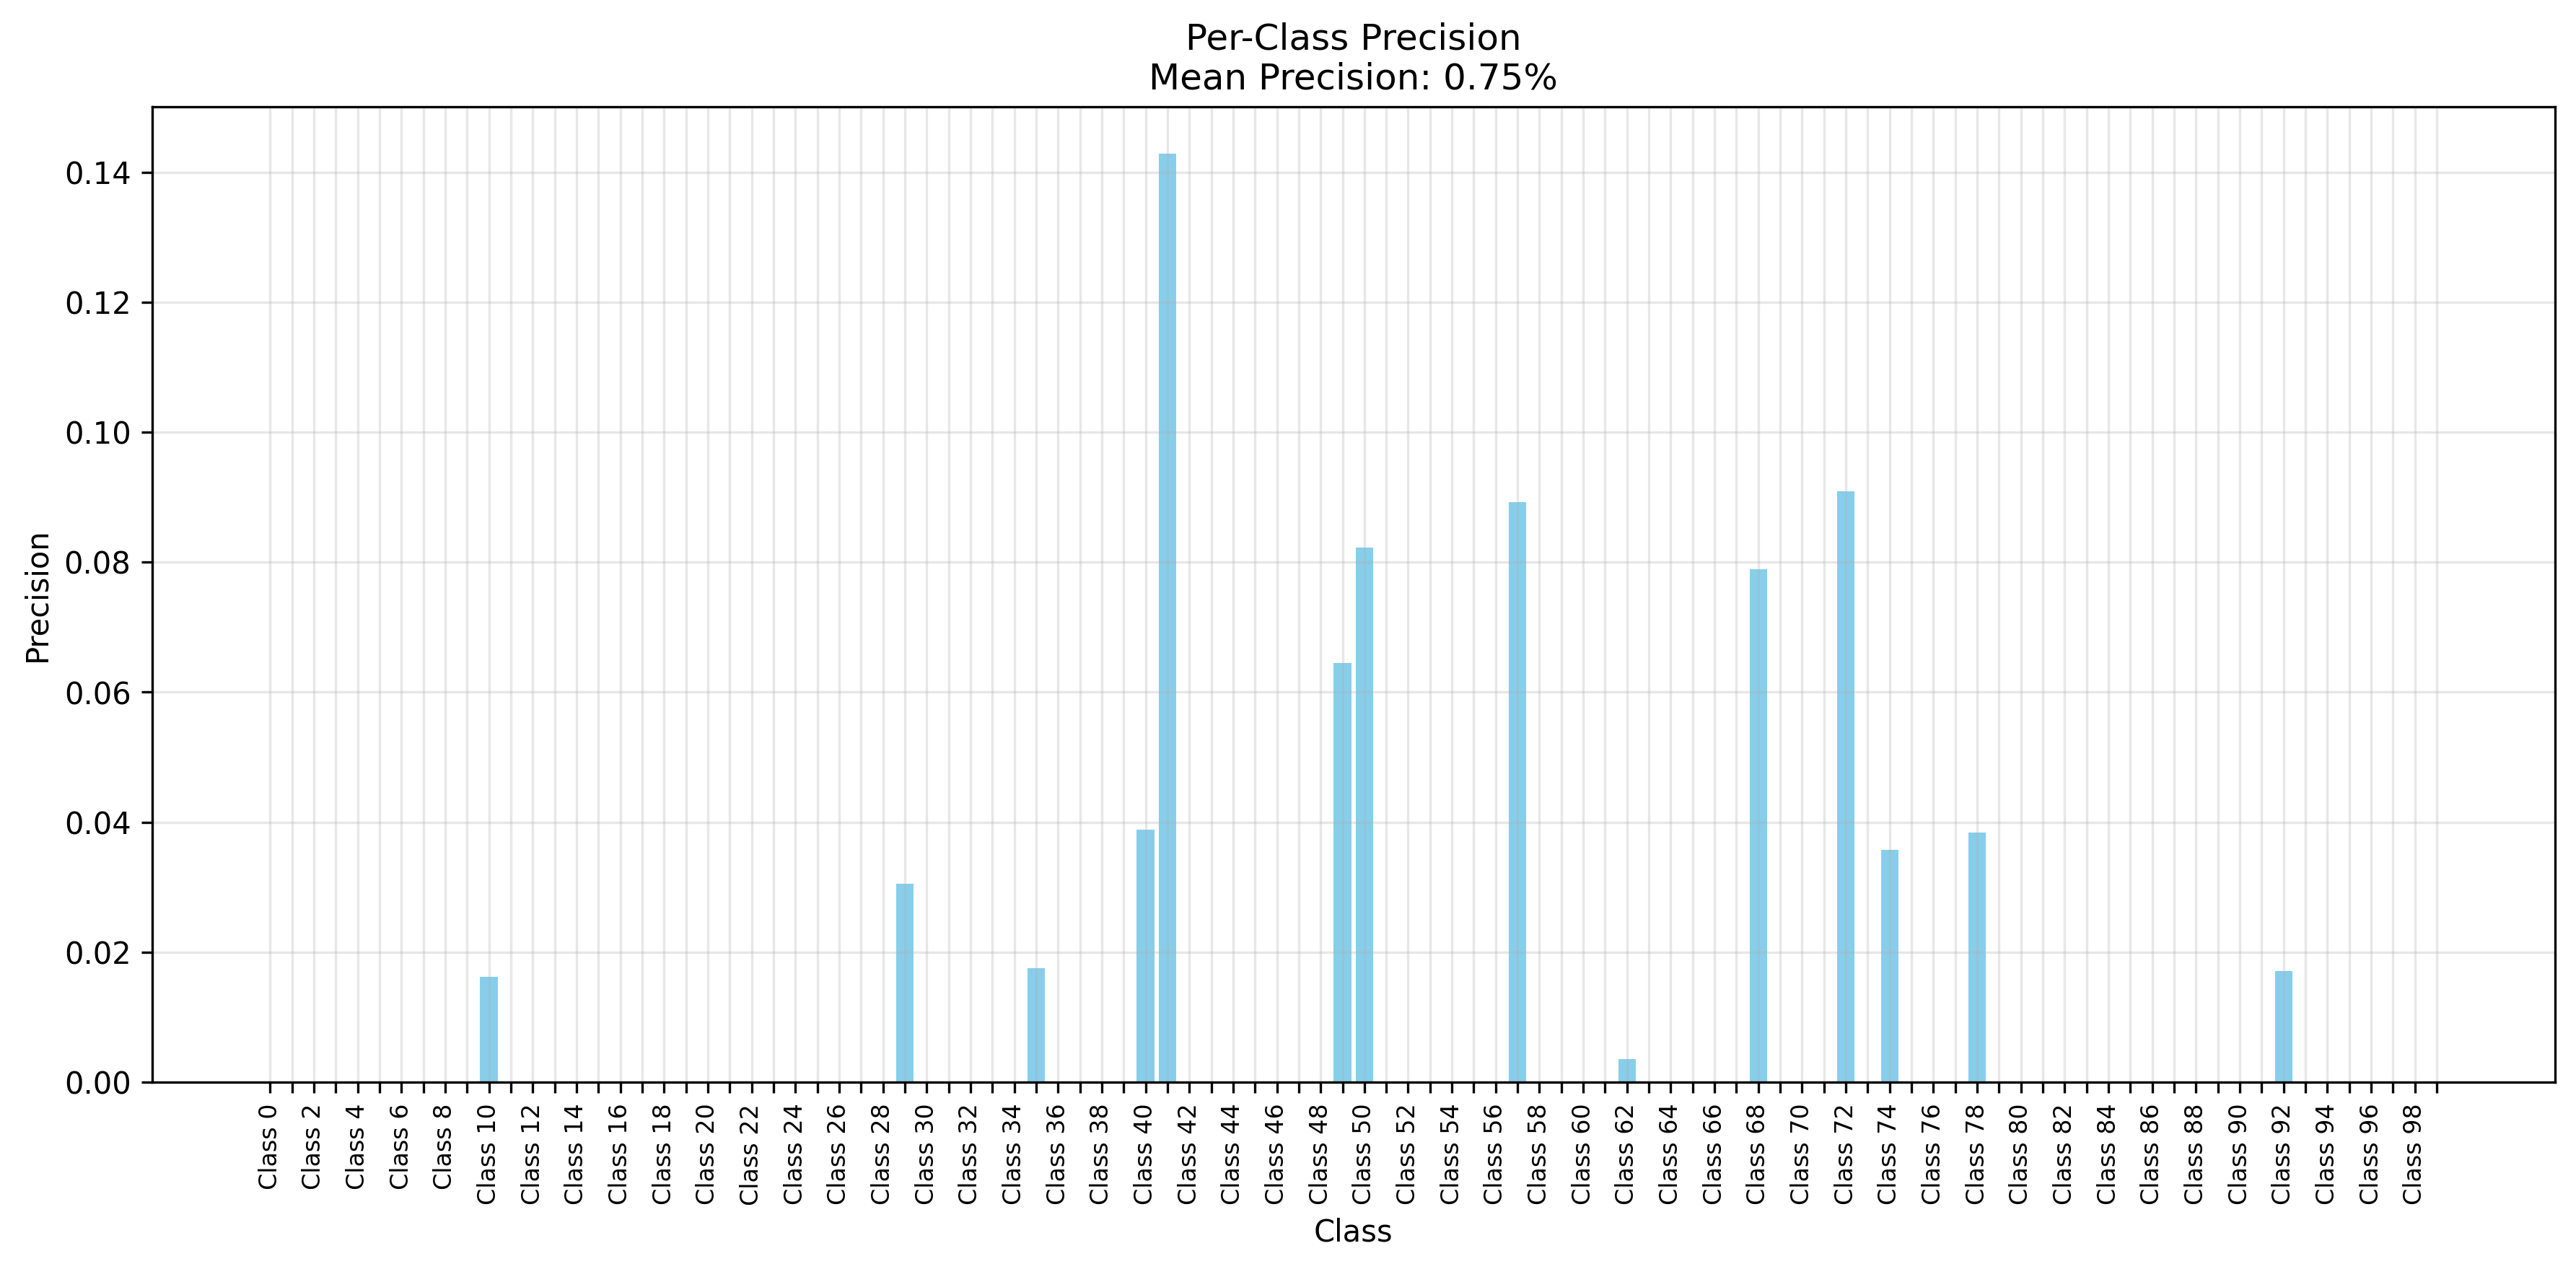 Per-Class Precision
Mean Precision: 0.75%
Precision
0.14
0.12
0.10
0.08
0.06
0.04
0.02
0.00
Class 0
Class 2
Class 4
Class 6
Class 8
Class 10
Class 12
Class 14
Class 16
Class 18
Class 20
Class 22
Class 24
Class 26
Class 28
Class 30
Class 32
Class 34
Class 36
Class 38
Class 40
Class 42
Class 44
Class 46
Class 48
Class 50
Class 52
Class 54
Class 56
Class 58
Class 60
Class 62
Class 64
Class 66
Class 68
Class 70
Class 72
Class 74
Class 76
Class 78
Class 80
Class 82
Class 84
Class 86
Class 88
Class 90
Class 92
Class 94
Class 96
Class 98
Class